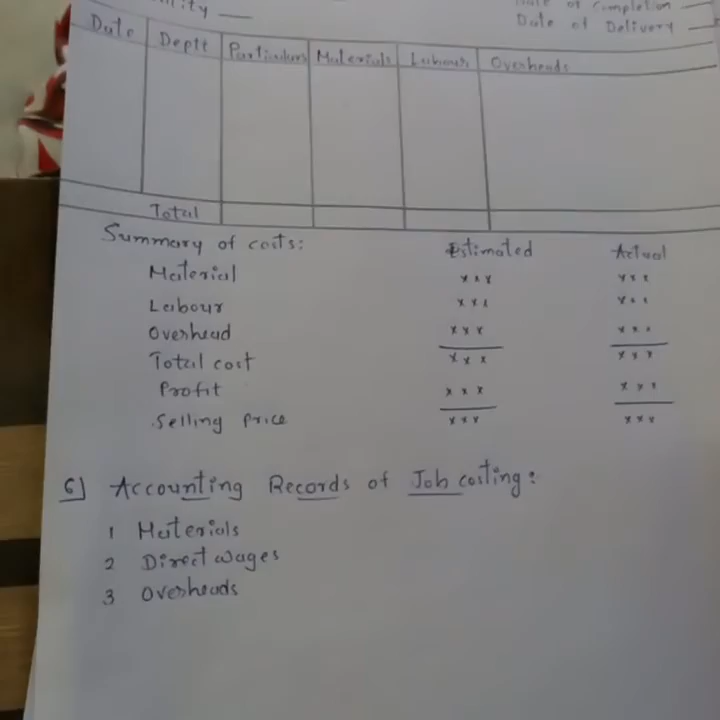 of Completion
Date of Delivery
Date Deptt Particulars Materials Labour Overheads
Total
Summary of costs: Estimated Actual
Material xxx xxx
Labour xxx xxx
Overhead xxx xxx
Total cost xxx xxx
Profit xxx xxx
Selling Price xxx xxx
6] Accounting Records of Job costing:
1 Materials
2 Direct wages
3 Overheads